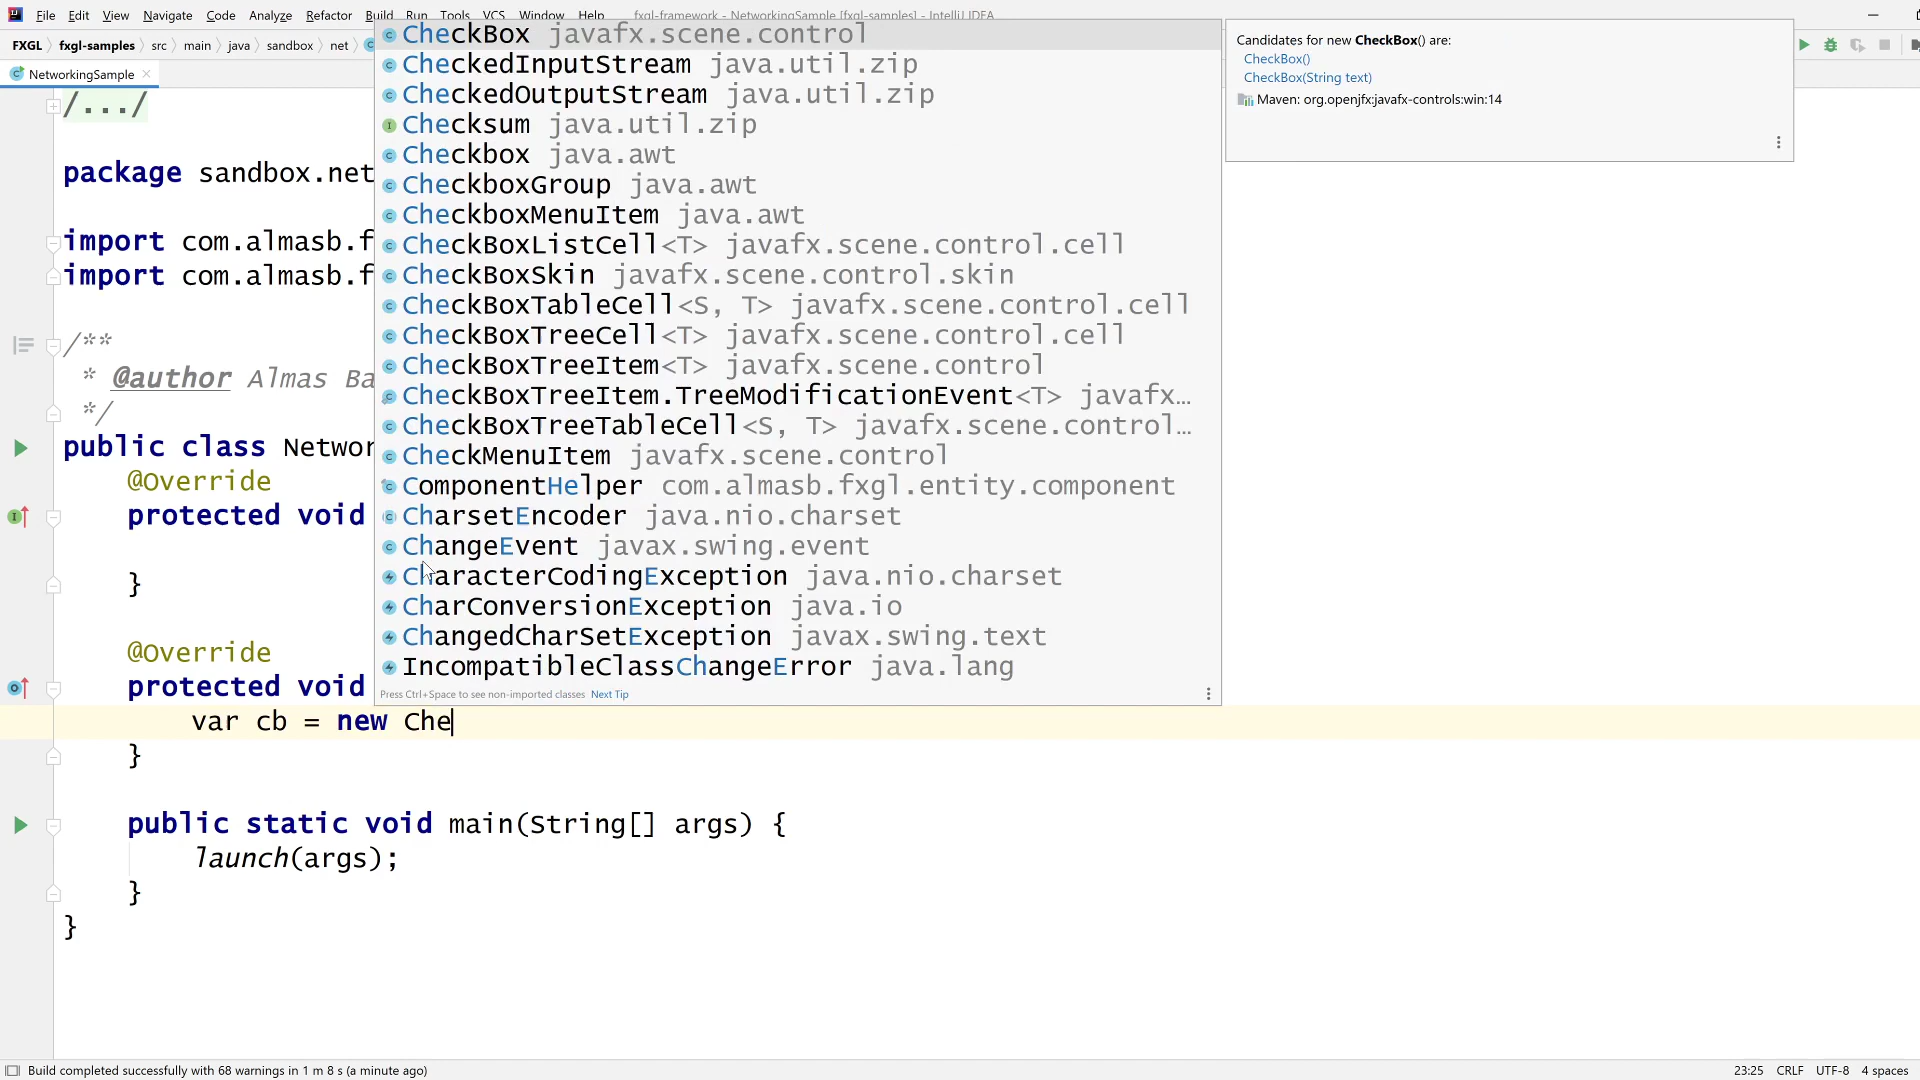 File Edit View Navigate Code Analyze Refactor Build Run Tools VCS Window Help fxgl-framework - NetworkingSample [fxgl-samples] - IntelliJ IDEA
FXGL fxgl-samples src main java sandbox net
NetworkingSample
/.../
package sandbox.net
import com.almasb.f
import com.almasb.f
/**
* @author Almas Ba
*/
public class Networ
@Override
protected void
}
@Override
protected void
var cb = new Che
}
public static void main(String[] args) {
launch(args);
}
}
CheckBox javafx.scene.control
CheckedInputStream java.util.zip
CheckedOutputStream java.util.zip
Checksum java.util.zip
Checkbox java.awt
CheckboxGroup java.awt
CheckboxMenuItem java.awt
CheckBoxListCell<T> javafx.scene.control.cell
CheckBoxSkin javafx.scene.control.skin
CheckBoxTableCell<S, T> javafx.scene.control.cell
CheckBoxTreeCell<T> javafx.scene.control.cell
CheckBoxTreeItem<T> javafx.scene.control
CheckBoxTreeItem.TreeModificationEvent<T> javafx...
CheckBoxTreeTableCell<S, T> javafx.scene.control...
CheckMenuItem javafx.scene.control
ComponentHelper com.almasb.fxgl.entity.component
CharsetEncoder java.nio.charset
ChangeEvent javax.swing.event
CharacterCodingException java.nio.charset
CharConversionException java.io
ChangedCharSetException javax.swing.text
IncompatibleClassChangeError java.lang
Press Ctrl+Space to see non-imported classes Next Tip
Candidates for new CheckBox() are:
CheckBox()
CheckBox(String text)
Maven: org.openjfx:javafx-controls:win:14
Build completed successfully with 68 warnings in 1 m 8 s (a minute ago) 23:25 CRLF UTF-8 4 spaces